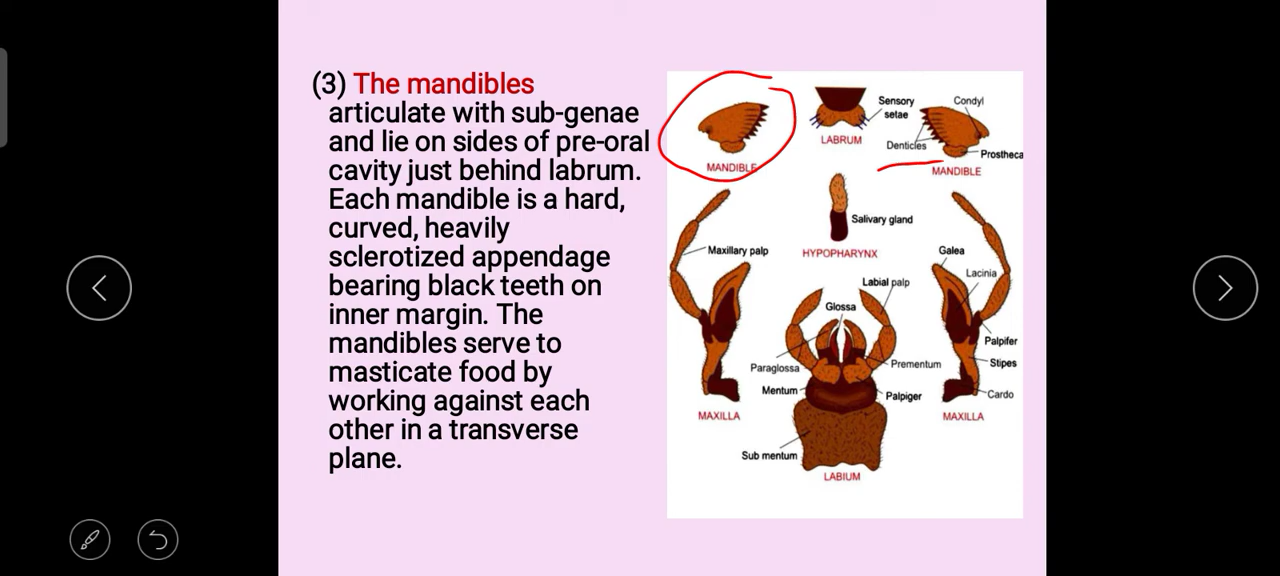 (3) The mandibles
articulate with sub-genae
and lie on sides of pre-oral
cavity just behind labrum.
Each mandible is a hard,
curved, heavily
sclerotized appendage
bearing black teeth on
inner margin. The
mandibles serve to
masticate food by
working against each
other in a transverse
plane.
MANDIBLE
Sensory
setae
LABRUM
Condyl
Denticles
Prostheca
MANDIBLE
Salivary gland
HYPOPHARYNX
Maxillary palp
Galea
Lacinia
Labial palp
Glossa
Palpifer
Paraglossa
Prementum
Stipes
Mentum
Palpiger
Cardo
MAXILLA
MAXILLA
Sub mentum
LABIUM